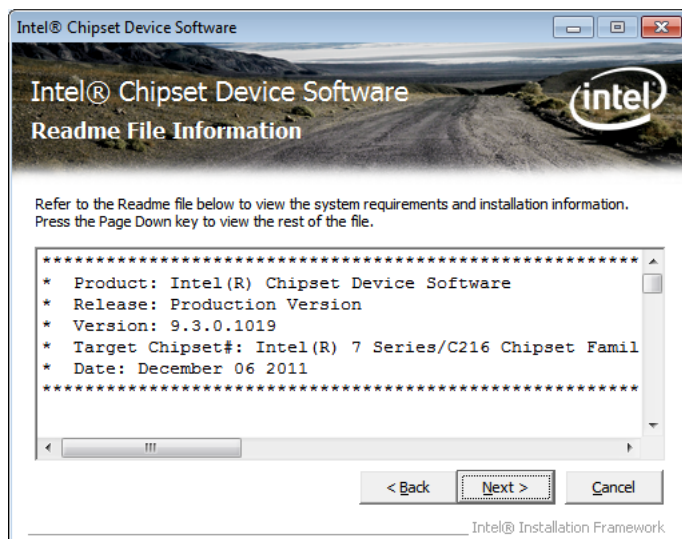 Intel® Chipset Device Software
Intel® Chipset Device Software
intel
Readme File Information
Refer to the Readme file below to view the system requirements and installation information.
Press the Page Down key to view the rest of the file.
************************************************************
* Product: Intel(R) Chipset Device Software
* Release: Production Version
* Version: 9.3.0.1019
* Target Chipset#: Intel(R) 7 Series/C216 Chipset Famil
* Date: December 06 2011
************************************************************
< Back Next > Cancel
Intel® Installation Framework